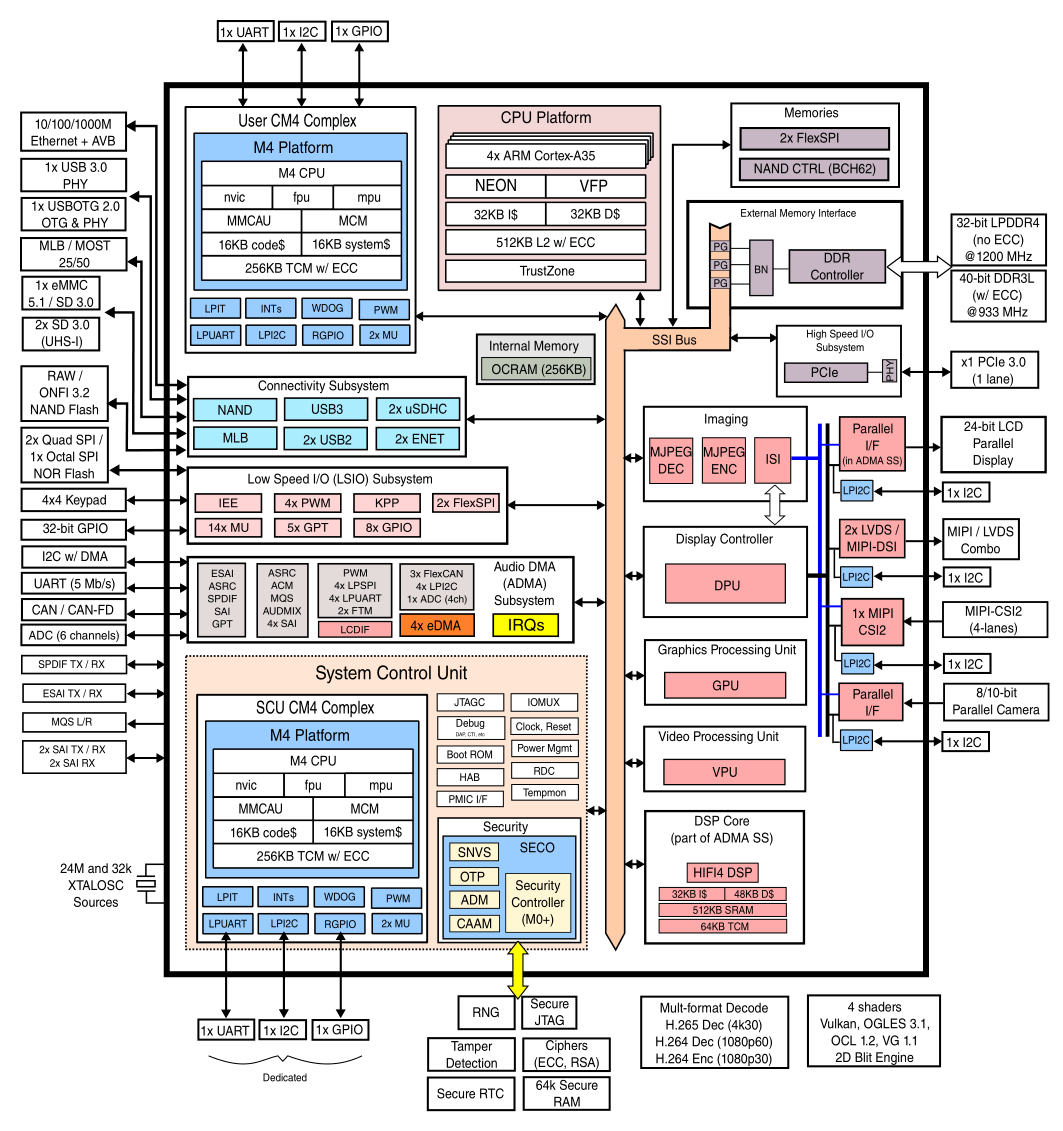 1x UART
1x I2C
1x GPIO
10/100/1000M
Ethernet + AVB
1x USB 3.0
PHY
1x USBOTG 2.0
OTG & PHY
MLB / MOST
25/50
1x eMMC
5.1 / SD 3.0
2x SD 3.0
(UHS-I)
RAW /
ONFI 3.2
NAND Flash
2x Quad SPI /
1x Octal SPI
NOR Flash
4x4 Keypad
32-bit GPIO
I2C w/ DMA
UART (5 Mb/s)
CAN / CAN-FD
ADC (6 channels)
SPDIF TX / RX
ESAI TX / RX
MQS L/R
2x SAI TX / RX
2x SAI RX
24M and 32k
XTALOSC
Sources
User CM4 Complex
M4 Platform
M4 CPU
nvic
fpu
mpu
MMCAU
MCM
16KB code$
16KB system$
256KB TCM w/ ECC
LPIT
INTs
WDOG
PWM
LPUART
LPI2C
RGPIO
2x MU
CPU Platform
4x ARM Cortex-A35
NEON
VFP
32KB I$
32KB D$
512KB L2 w/ ECC
TrustZone
Internal Memory
OCRAM (256KB)
Memories
2x FlexSPI
NAND CTRL (BCH62)
External Memory Interface
PG
PG
PG
BN
DDR
Controller
SSI Bus
High Speed I/O
Subsystem
PCIe
PHY
32-bit LPDDR4
(no ECC)
@1200 MHz
40-bit DDR3L
(w/ ECC)
@933 MHz
x1 PCIe 3.0
(1 lane)
Connectivity Subsystem
NAND
USB3
2x uSDHC
MLB
2x USB2
2x ENET
Low Speed I/O (LSIO) Subsystem
IEE
4x PWM
KPP
2x FlexSPI
14x MU
5x GPT
8x GPIO
ESAI
ASRC
SPDIF
SAI
GPT
ASRC
ACM
MQS
AUDMIX
4x SAI
PWM
4x LPSPI
4x LPUART
2x FTM
LCDIF
3x FlexCAN
4x LPI2C
1x ADC (4ch)
4x eDMA
Audio DMA
(ADMA)
Subsystem
IRQs
System Control Unit
SCU CM4 Complex
M4 Platform
M4 CPU
nvic
fpu
mpu
MMCAU
MCM
16KB code$
16KB system$
256KB TCM w/ ECC
LPIT
INTs
WDOG
PWM
LPUART
LPI2C
RGPIO
2x MU
JTAGC
IOMUX
Debug
DAP, CTI, etc
Clock, Reset
Boot ROM
Power Mgmt
HAB
RDC
PMIC I/F
Tempmon
Security
SNVS
SECO
OTP
ADM
CAAM
Security
Controller
(M0+)
Imaging
MJPEG
DEC
MJPEG
ENC
ISI
Display Controller
DPU
Graphics Processing Unit
GPU
Video Processing Unit
VPU
DSP Core
(part of ADMA SS)
HIFI4 DSP
32KB I$
48KB D$
512KB SRAM
64KB TCM
Parallel
I/F
(in ADMA SS)
LPI2C
2x LVDS /
MIPI-DSI
LPI2C
1x MIPI
CSI2
LPI2C
Parallel
I/F
LPI2C
24-bit LCD
Parallel
Display
1x I2C
MIPI / LVDS
Combo
1x I2C
MIPI-CSI2
(4-lanes)
1x I2C
8/10-bit
Parallel Camera
1x I2C
1x UART
1x I2C
1x GPIO
Dedicated
RNG
Secure
JTAG
Tamper
Detection
Ciphers
(ECC, RSA)
Secure RTC
64k Secure
RAM
Mult-format Decode
H.265 Dec (4k30)
H.264 Dec (1080p60)
H.264 Enc (1080p30)
4 shaders
Vulkan, OGLES 3.1,
OCL 1.2, VG 1.1
2D Blit Engine